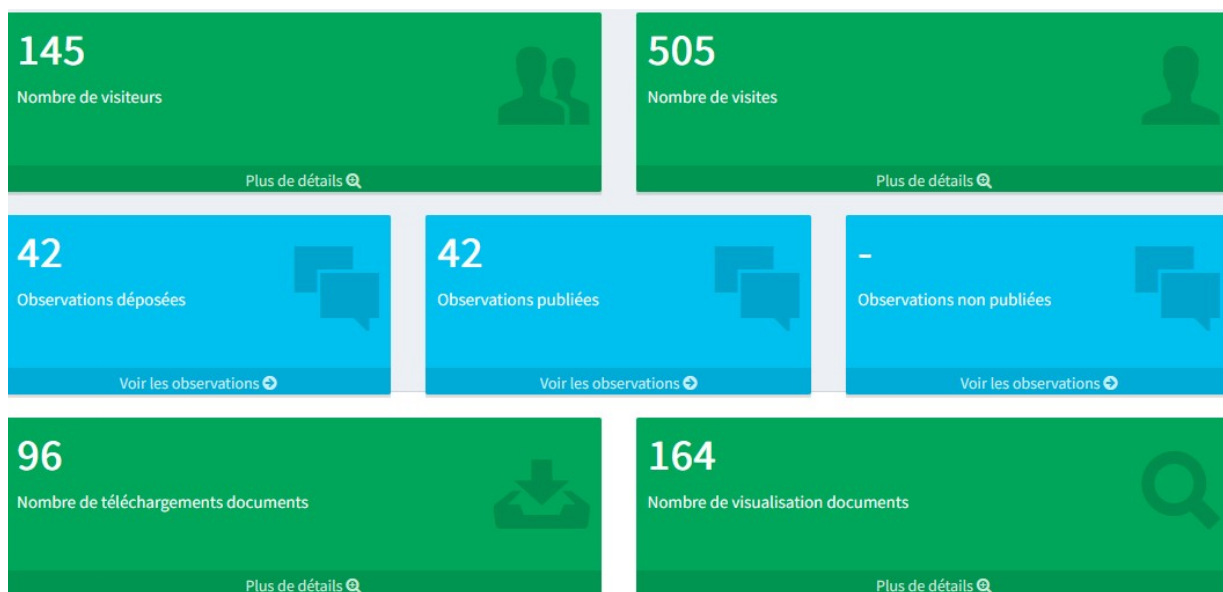 145
Nombre de visiteurs
Plus de détails
505
Nombre de visites
Plus de détails
42
Observations déposées
Voir les observations
42
Observations publiées
Voir les observations
-
Observations non publiées
Voir les observations
96
Nombre de téléchargements documents
Plus de détails
164
Nombre de visualisation documents
Plus de détails